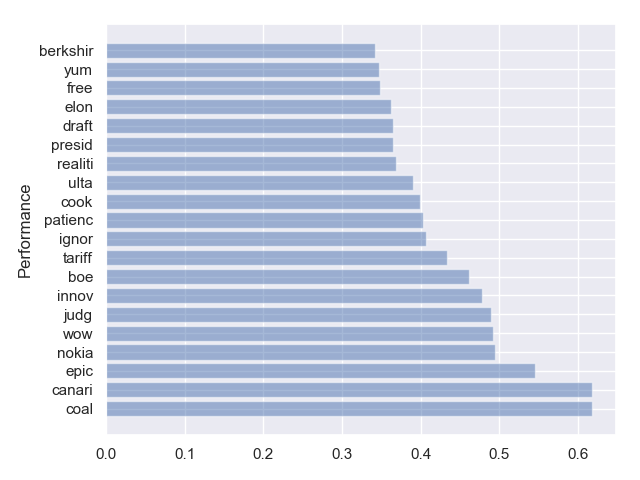 berkshir
yum
free
elon
draft
presid
realiti
ulta
cook
patienc
ignor
tariff
boe
innov
judg
wow
nokia
epic
canari
coal
Performance
0.0 0.1 0.2 0.3 0.4 0.5 0.6